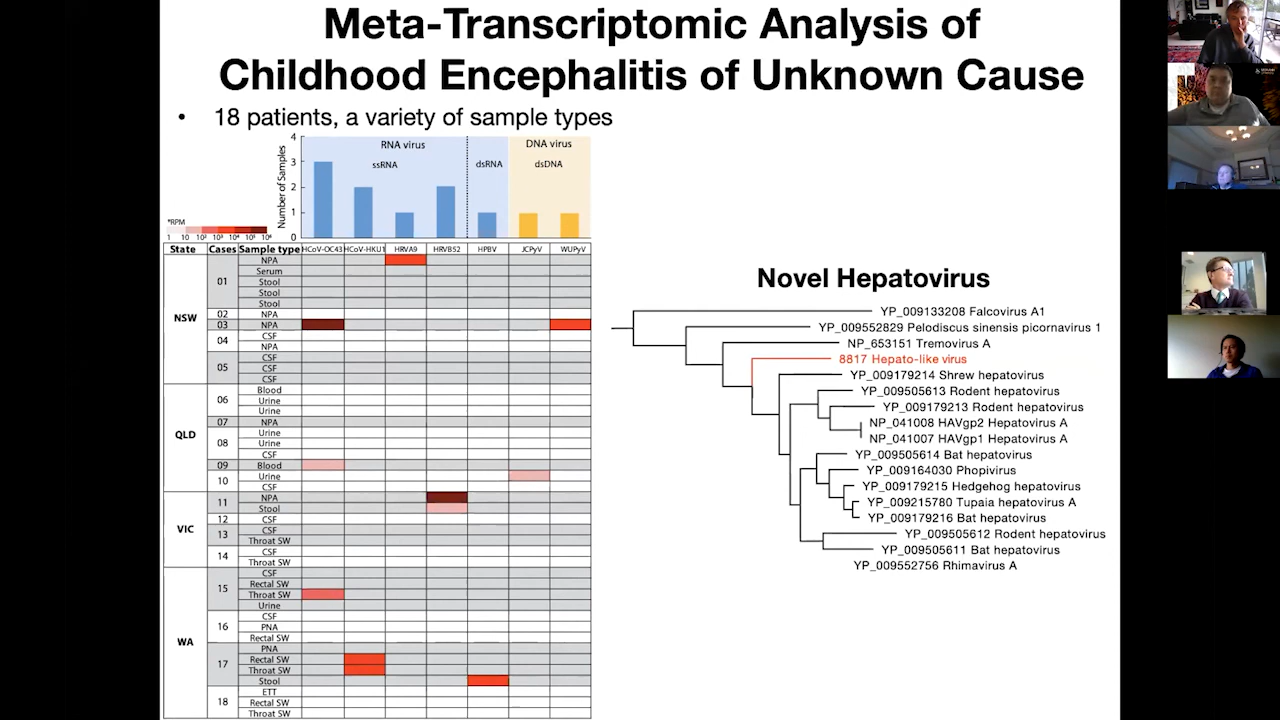 Meta-Transcriptomic Analysis of
Childhood Encephalitis of Unknown Cause
• 18 patients, a variety of sample types
4
3
2
1
0
Number of Samples
RNA virus
ssRNA
dsRNA
DNA virus
dsDNA
*RPM
1 10 10² 10³ 10⁴ 10⁵ 10⁶
State Cases Sample type HCoV-OC43 HCoV-HKU1 HRVA9 HRVB52 HPBV JCPyV WUPyV
NSW
01
NPA
Serum
Stool
Stool
Stool
02 NPA
03 NPA
04
CSF
NPA
05
CSF
CSF
CSF
QLD
06
Blood
Urine
Urine
07 NPA
08
Urine
Urine
CSF
09 Blood
10
Urine
CSF
VIC
11
NPA
Stool
12 CSF
13
CSF
Throat SW
14
CSF
Throat SW
WA
15
CSF
Rectal SW
Throat SW
Urine
16
CSF
PNA
Rectal SW
17
PNA
Rectal SW
Throat SW
Stool
18
ETT
Rectal SW
Throat SW
Novel Hepatovirus
YP_009133208 Falcovirus A1
YP_009552829 Pelodiscus sinensis picornavirus 1
NP_653151 Tremovirus A
8817 Hepato-like virus
YP_009179214 Shrew hepatovirus
YP_009505613 Rodent hepatovirus
YP_009179213 Rodent hepatovirus
NP_041008 HAVgp2 Hepatovirus A
NP_041007 HAVgp1 Hepatovirus A
YP_009505614 Bat hepatovirus
YP_009164030 Phopivirus
YP_009179215 Hedgehog hepatovirus
YP_009215780 Tupaia hepatovirus A
YP_009179216 Bat hepatovirus
YP_009505612 Rodent hepatovirus
YP_009505611 Bat hepatovirus
YP_009552756 Rhimavirus A